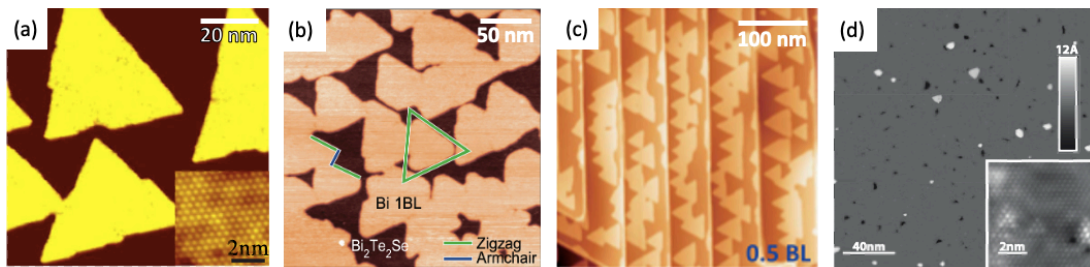 (a)
20 nm
2nm
(b)
50 nm
Bi 1BL
Bi₂Te₂Se
Zigzag
Armchair
(c)
100 nm
0.5 BL
(d)
12Å
40nm
2nm